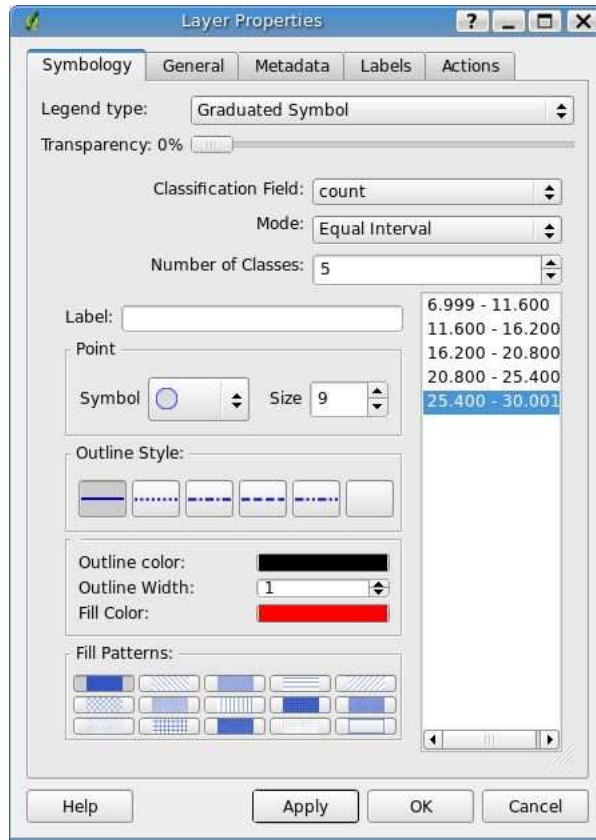 Layer Properties
?
Symbology General Metadata Labels Actions
Legend type: Graduated Symbol
Transparency: 0%
Classification Field: count
Mode: Equal Interval
Number of Classes: 5
Label:
6.999 - 11.600
11.600 - 16.200
16.200 - 20.800
20.800 - 25.400
25.400 - 30.001
Point
Symbol Size 9
Outline Style:
Outline color:
Outline Width: 1
Fill Color:
Fill Patterns:
Help Apply OK Cancel